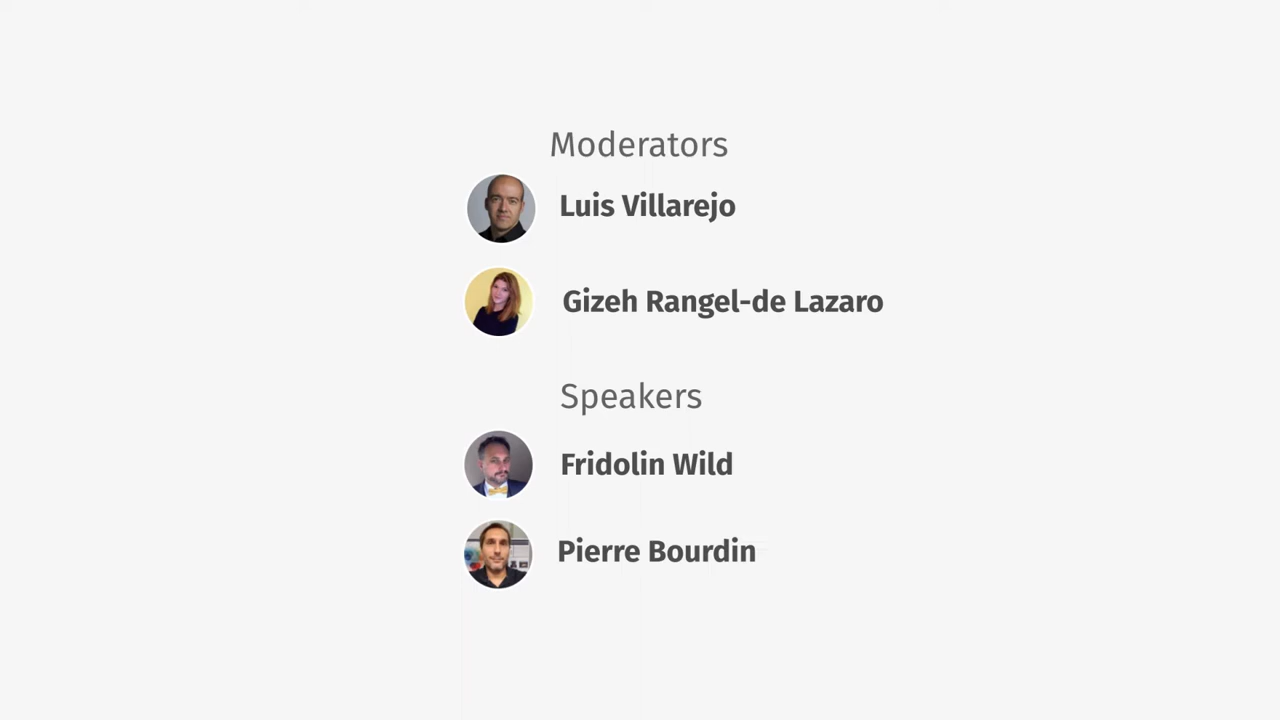 Moderators
Luis Villarejo
Gizeh Rangel-de Lazaro
Speakers
Fridolin Wild
Pierre Bourdin